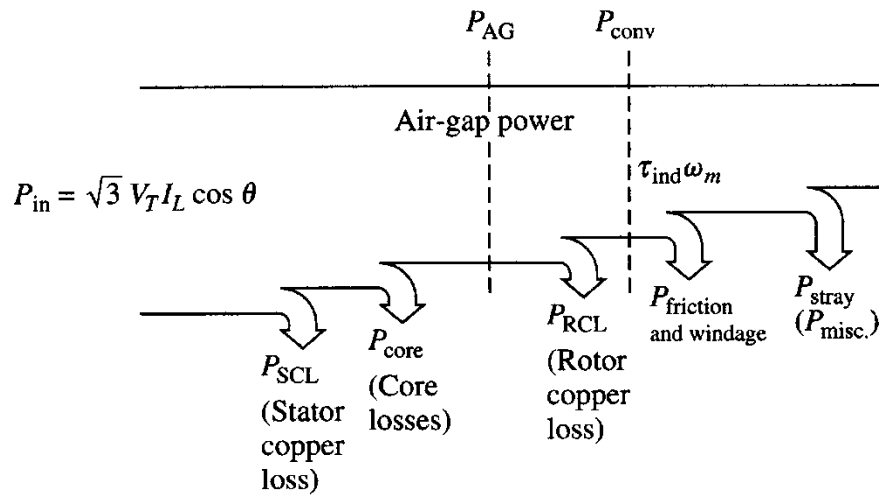 P_AG
P_conv
Air-gap power
τ_ind ω_m
P_in = √3 V_T I_L cos θ
P_SCL
(Stator
copper
loss)
P_core
(Core
losses)
P_RCL
(Rotor
copper
loss)
P_friction
and windage
P_stray
(P_misc.)